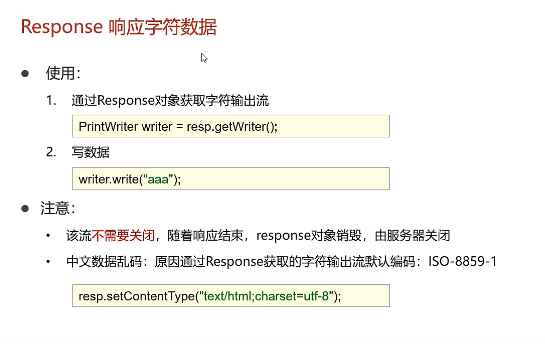 Response 响应字符数据
● 使用：
1. 通过Response对象获取字符输出流
PrintWriter writer = resp.getWriter();
2. 写数据
writer.write("aaa");
● 注意：
• 该流不需要关闭，随着响应结束，response对象销毁，由服务器关闭
• 中文数据乱码：原因通过Response获取的字符输出流默认编码：ISO-8859-1
resp.setContentType("text/html;charset=utf-8");